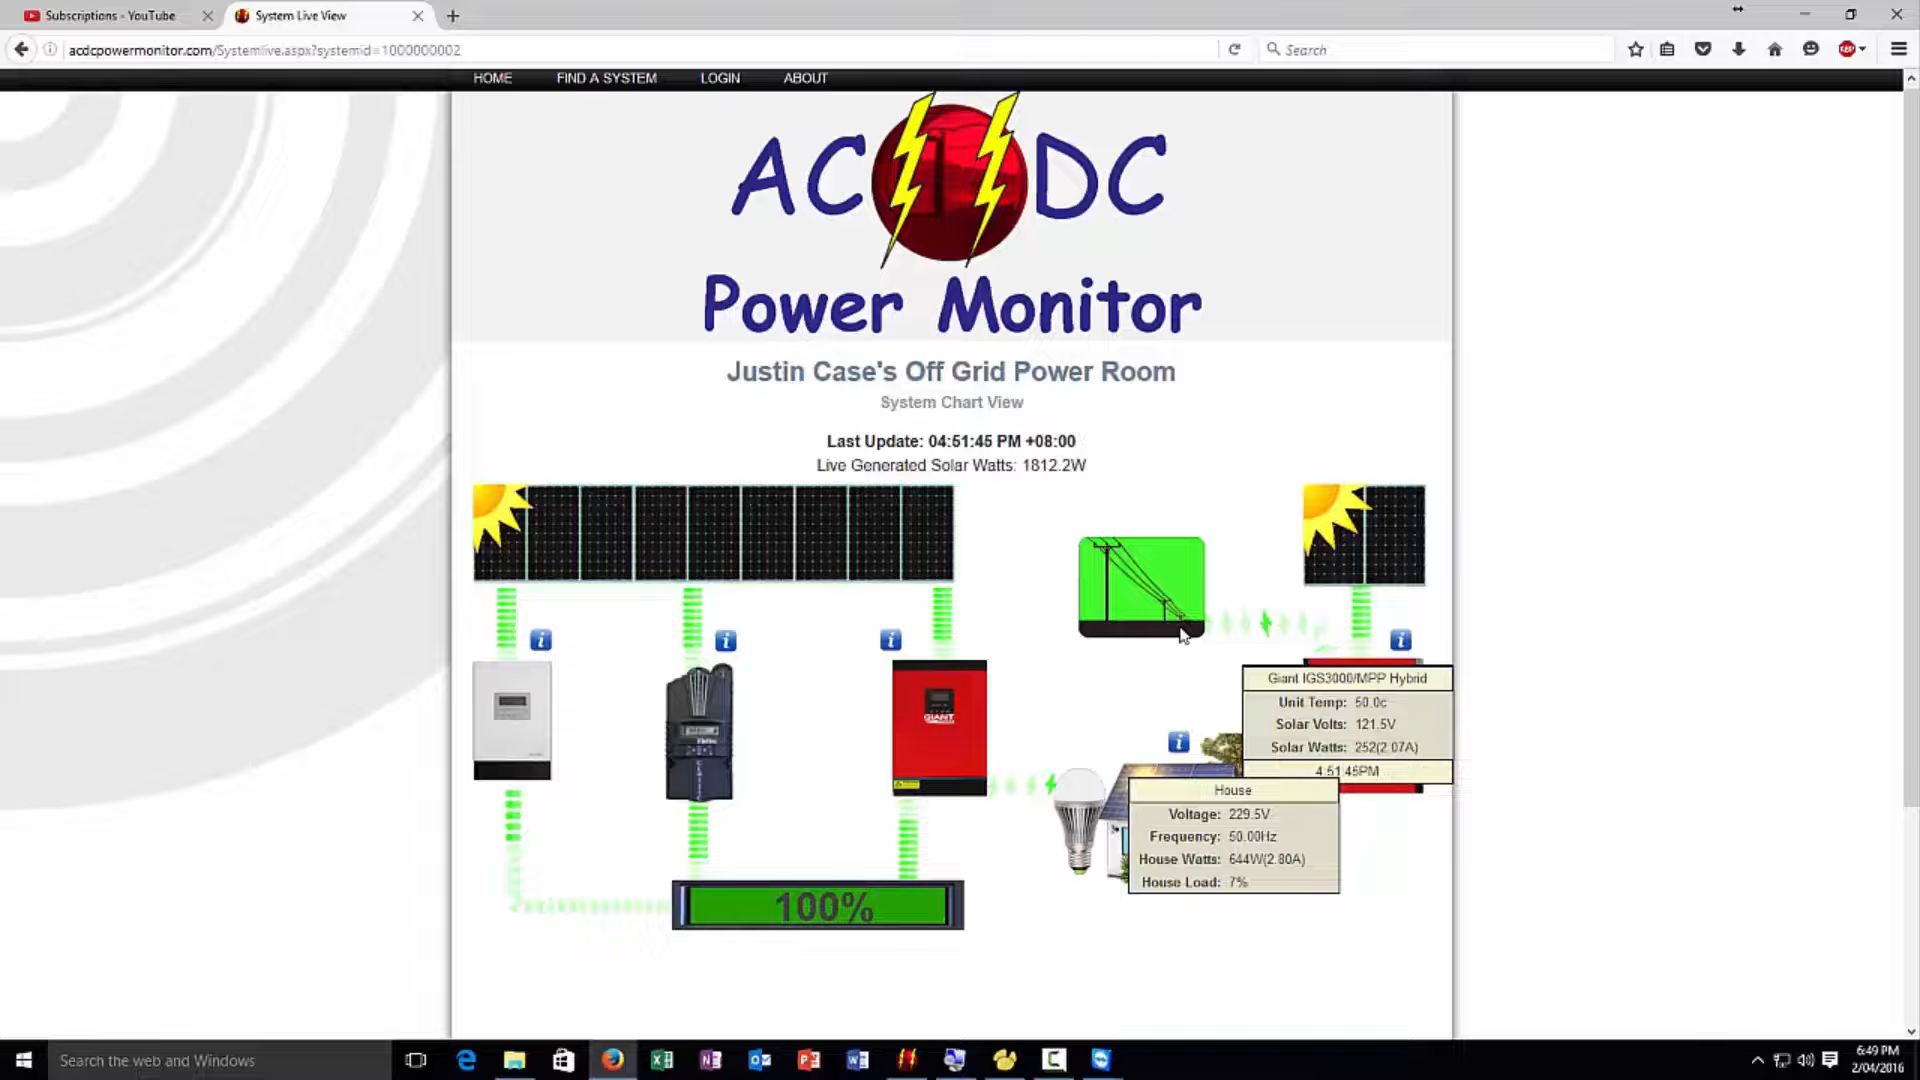 Subscriptions - YouTube
System Live View
acdcpowermonitor.com/Systemlive.aspx?systemid=1000000002
Search
HOME
FIND A SYSTEM
LOGIN
ABOUT
AC DC
Power Monitor
Justin Case's Off Grid Power Room
System Chart View
Last Update: 04:51:45 PM +08:00
Live Generated Solar Watts: 1812.2W
Giant IGS3000/MPP Hybrid
Unit Temp: 50.0c
Solar Volts: 121.5V
Solar Watts: 252(2.07A)
4:51:45PM
GIANT
House
Voltage: 229.5V
Frequency: 50.00Hz
House Watts: 644W(2.80A)
House Load: 7%
100%
Search the web and Windows
6:49 PM
2/04/2016